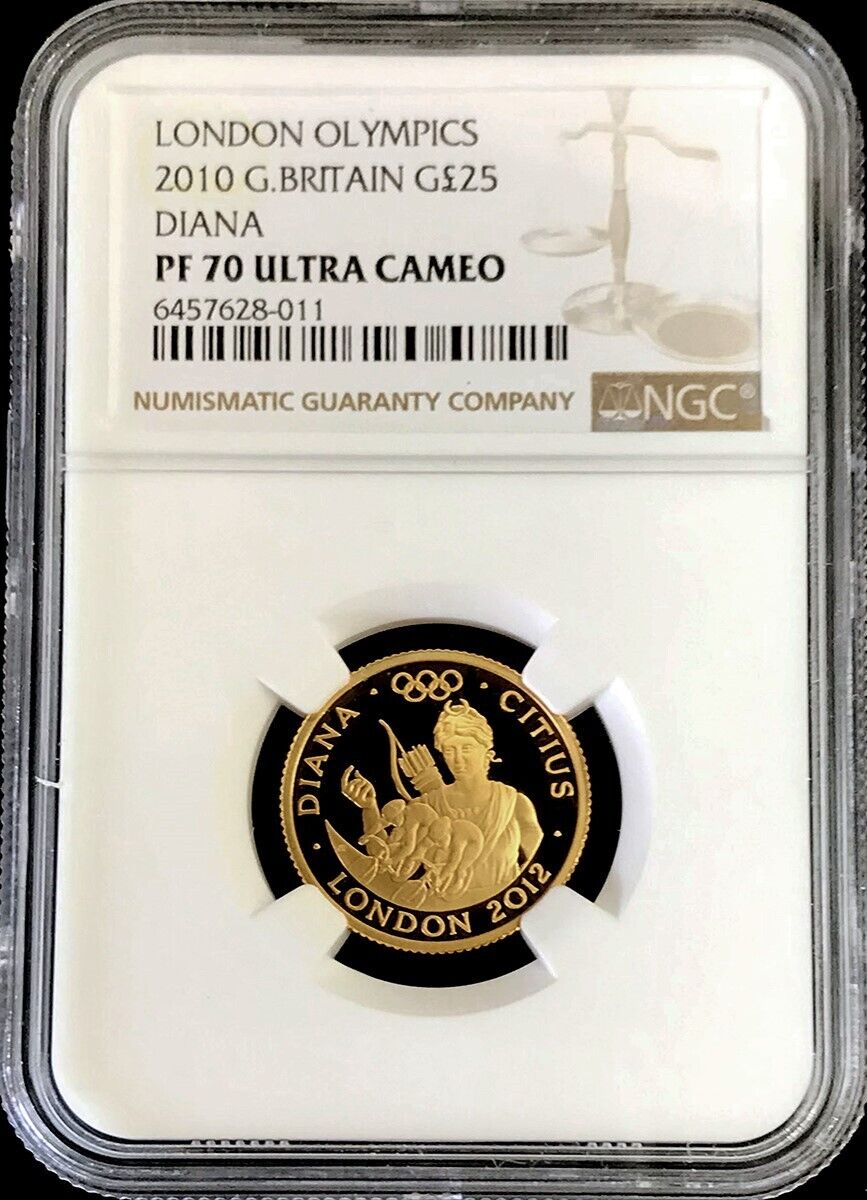 LONDON OLYMPICS
2010 G.BRITAIN G£25
DIANA
PF 70 ULTRA CAMEO
6457628-011
NUMISMATIC GUARANTY COMPANY
NGC®
· DIANA · CITIUS ·
LONDON 2012